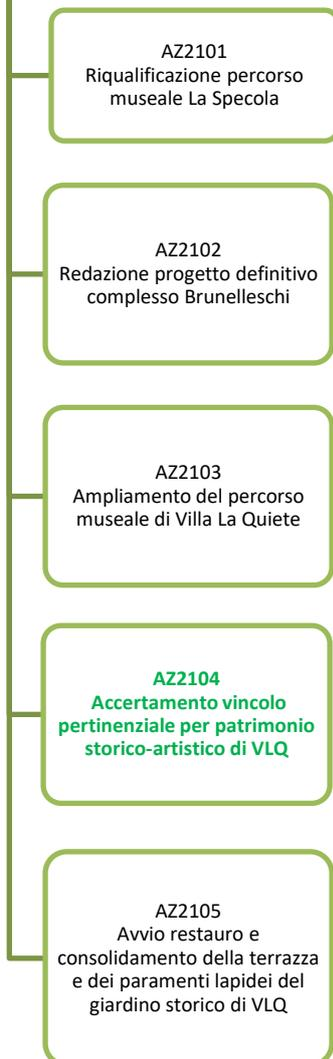 AZ2101
Riqualificazione percorso
museale La Specola
AZ2102
Redazione progetto definitivo
complesso Brunelleschi
AZ2103
Ampliamento del percorso
museale di Villa La Quiete
AZ2104
Accertamento vincolo
pertinenziale per patrimonio
storico-artistico di VLQ
AZ2105
Avvio restauro e
consolidamento della terrazza
e dei paramenti lapidei del
giardino storico di VLQ